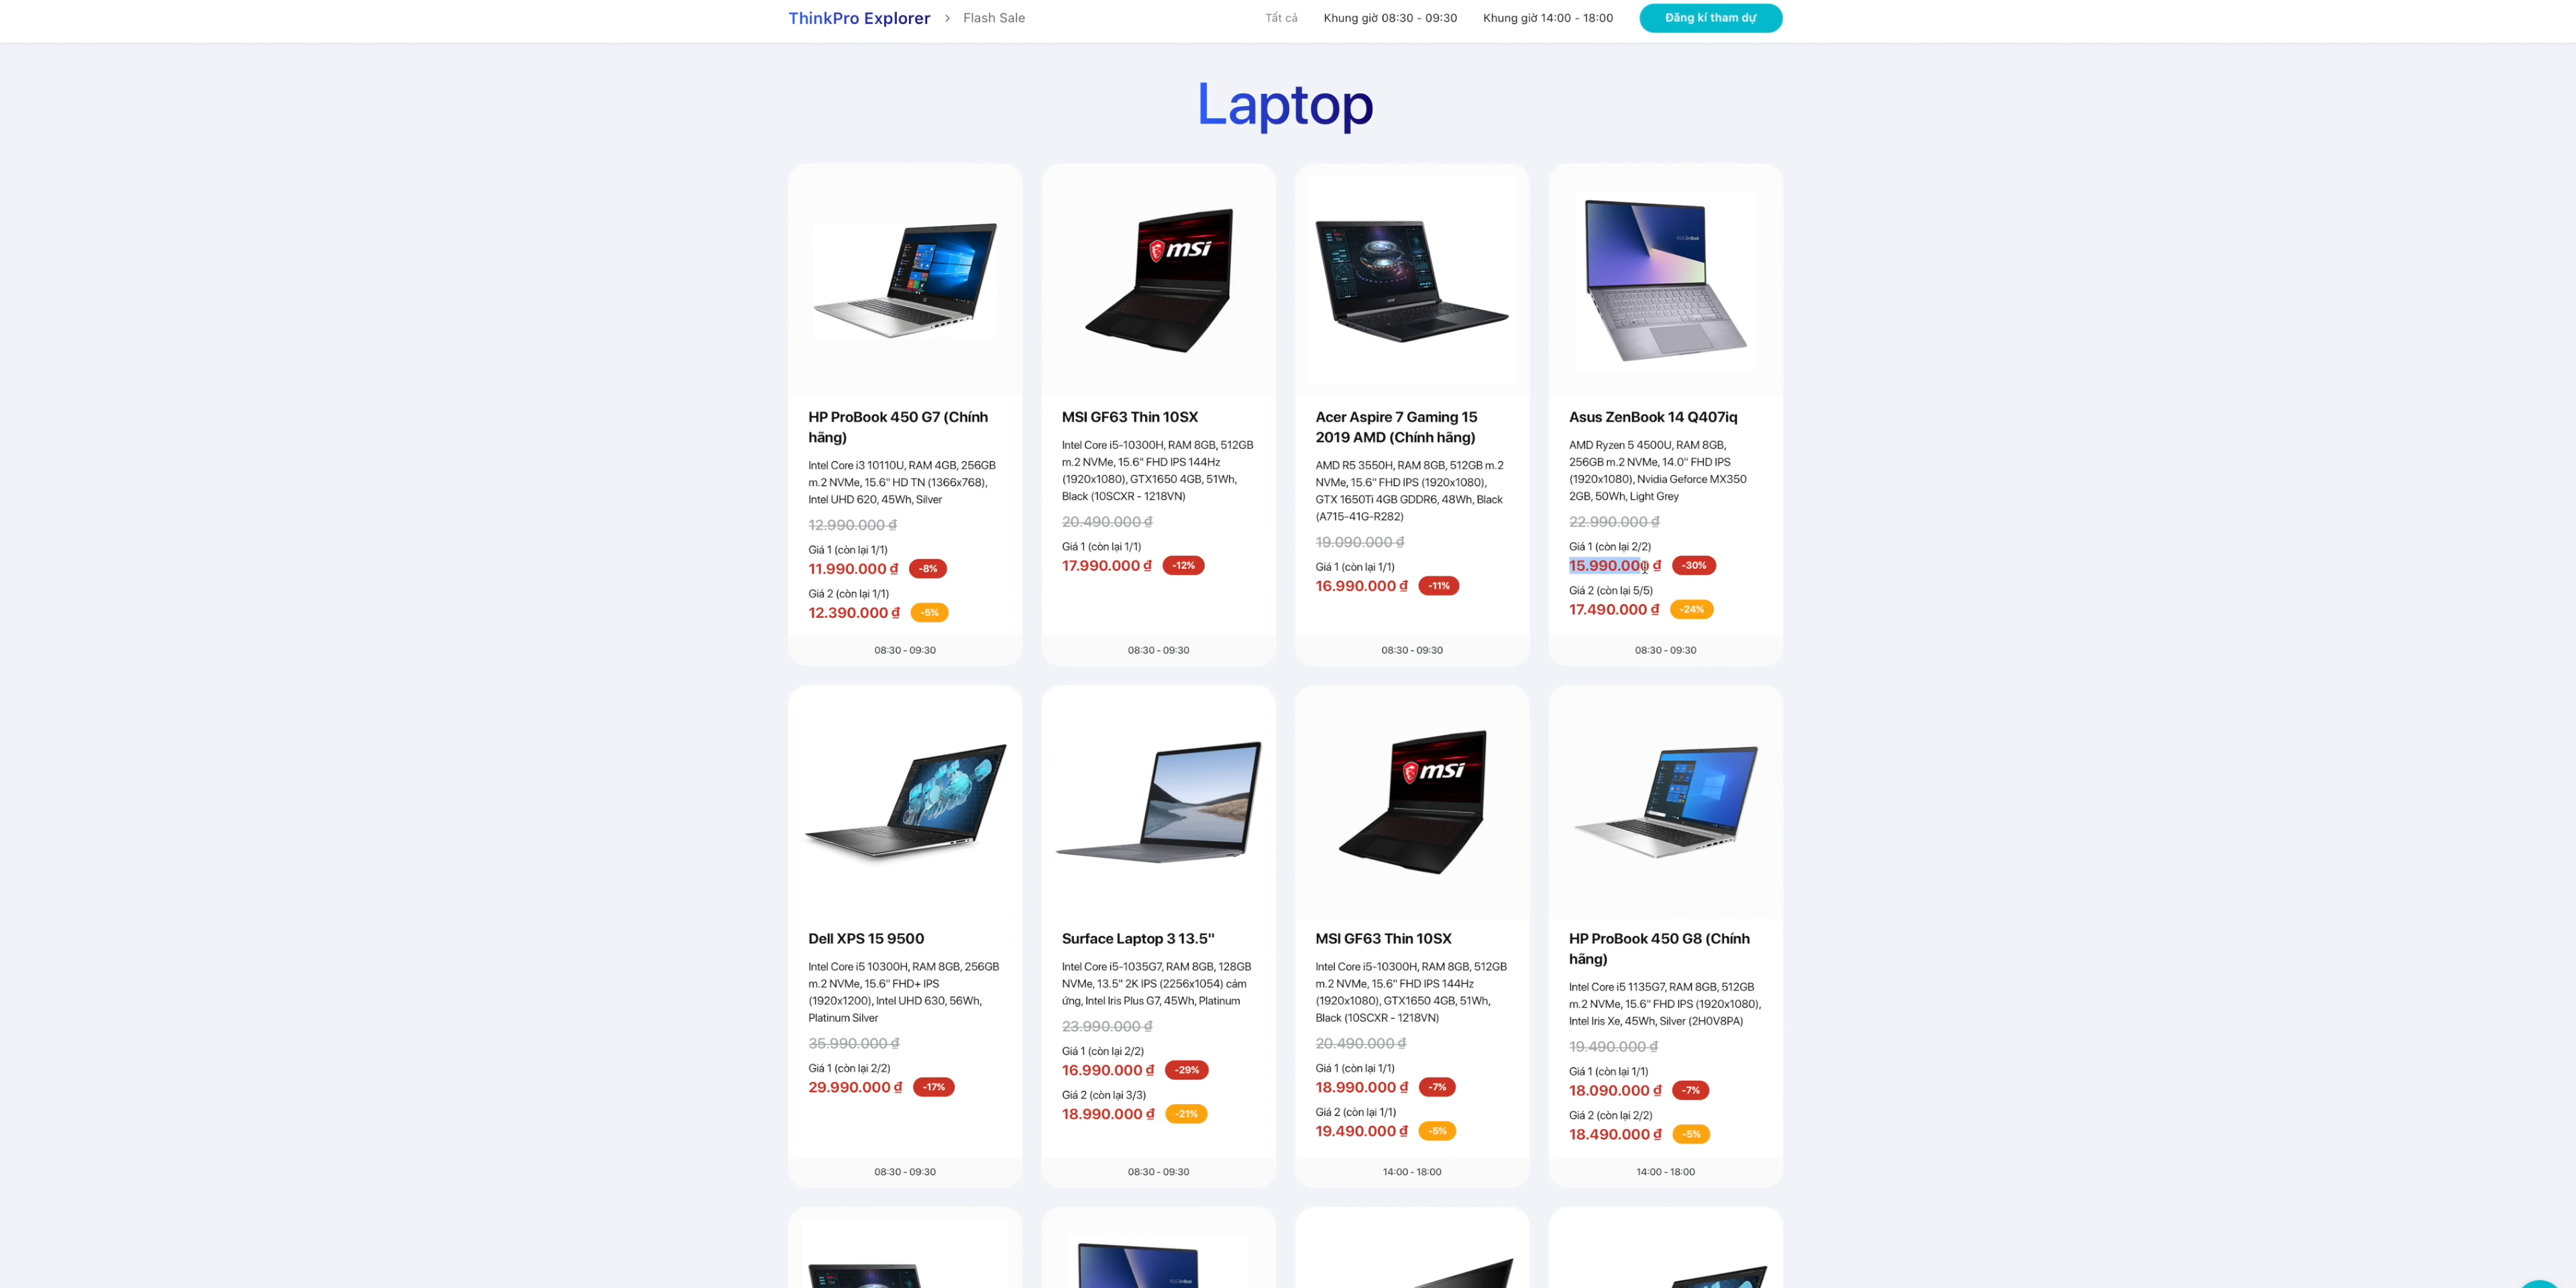 ThinkPro Explorer > Flash Sale
Tất cả
Khung giờ 08:30 - 09:30
Khung giờ 14:00 - 18:00
Đăng kí tham dự
Laptop
msi
HP ProBook 450 G7 (Chính
hãng)
Intel Core i3 10110U, RAM 4GB, 256GB
m.2 NVMe, 15.6" HD TN (1366x768),
Intel UHD 620, 45Wh, Silver
12.990.000 ₫
Giá 1 (còn lại 1/1)
11.990.000 ₫ -8%
Giá 2 (còn lại 1/1)
12.390.000 ₫ -5%
08:30 - 09:30
MSI GF63 Thin 10SX
Intel Core i5-10300H, RAM 8GB, 512GB
m.2 NVMe, 15.6" FHD IPS 144Hz
(1920x1080), GTX1650 4GB, 51Wh,
Black (10SCXR - 1218VN)
20.490.000 ₫
Giá 1 (còn lại 1/1)
17.990.000 ₫ -12%
08:30 - 09:30
Acer Aspire 7 Gaming 15
2019 AMD (Chính hãng)
AMD R5 3550H, RAM 8GB, 512GB m.2
NVMe, 15.6" FHD IPS (1920x1080),
GTX 1650Ti 4GB GDDR6, 48Wh, Black
(A715-41G-R282)
19.090.000 ₫
Giá 1 (còn lại 1/1)
16.990.000 ₫ -11%
08:30 - 09:30
Asus ZenBook 14 Q407iq
AMD Ryzen 5 4500U, RAM 8GB,
256GB m.2 NVMe, 14.0" FHD IPS
(1920x1080), Nvidia Geforce MX350
2GB, 50Wh, Light Grey
22.990.000 ₫
Giá 1 (còn lại 2/2)
15.990.000 ₫ -30%
Giá 2 (còn lại 5/5)
17.490.000 ₫ -24%
08:30 - 09:30
msi
Dell XPS 15 9500
Intel Core i5 10300H, RAM 8GB, 256GB
m.2 NVMe, 15.6" FHD+ IPS
(1920x1200), Intel UHD 630, 56Wh,
Platinum Silver
35.990.000 ₫
Giá 1 (còn lại 2/2)
29.990.000 ₫ -17%
08:30 - 09:30
Surface Laptop 3 13.5"
Intel Core i5-1035G7, RAM 8GB, 128GB
NVMe, 13.5" 2K IPS (2256x1054) cảm
ứng, Intel Iris Plus G7, 45Wh, Platinum
23.990.000 ₫
Giá 1 (còn lại 2/2)
16.990.000 ₫ -29%
Giá 2 (còn lại 3/3)
18.990.000 ₫ -21%
08:30 - 09:30
MSI GF63 Thin 10SX
Intel Core i5-10300H, RAM 8GB, 512GB
m.2 NVMe, 15.6" FHD IPS 144Hz
(1920x1080), GTX1650 4GB, 51Wh,
Black (10SCXR - 1218VN)
20.490.000 ₫
Giá 1 (còn lại 1/1)
18.990.000 ₫ -7%
Giá 2 (còn lại 1/1)
19.490.000 ₫ -5%
14:00 - 18:00
HP ProBook 450 G8 (Chính
hãng)
Intel Core i5 1135G7, RAM 8GB, 512GB
m.2 NVMe, 15.6" FHD IPS (1920x1080),
Intel Iris Xe, 45Wh, Silver (2H0V8PA)
19.490.000 ₫
Giá 1 (còn lại 1/1)
18.090.000 ₫ -7%
Giá 2 (còn lại 2/2)
18.490.000 ₫ -5%
14:00 - 18:00